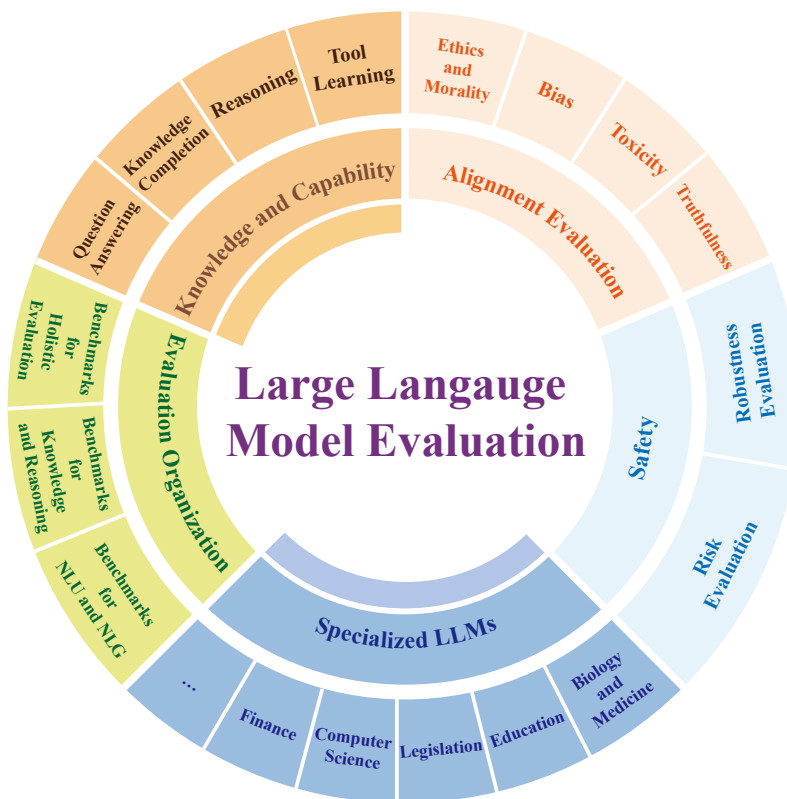 Large Langauge
Model Evaluation
Knowledge and Capability
Question
Answering
Knowledge
Completion
Reasoning
Tool
Learning
Alignment Evaluation
Ethics
and
Morality
Bias
Toxicity
Truthfulness
Safety
Robustness
Evaluation
Risk
Evaluation
Specialized LLMs
Biology
and
Medicine
Education
Legislation
Computer
Science
Finance
...
Evaluation Organization
Benchmarks
for
NLU and NLG
Benchmarks
for
Knowledge
and Reasoning
Benchmarks
for
Holistic
Evaluation